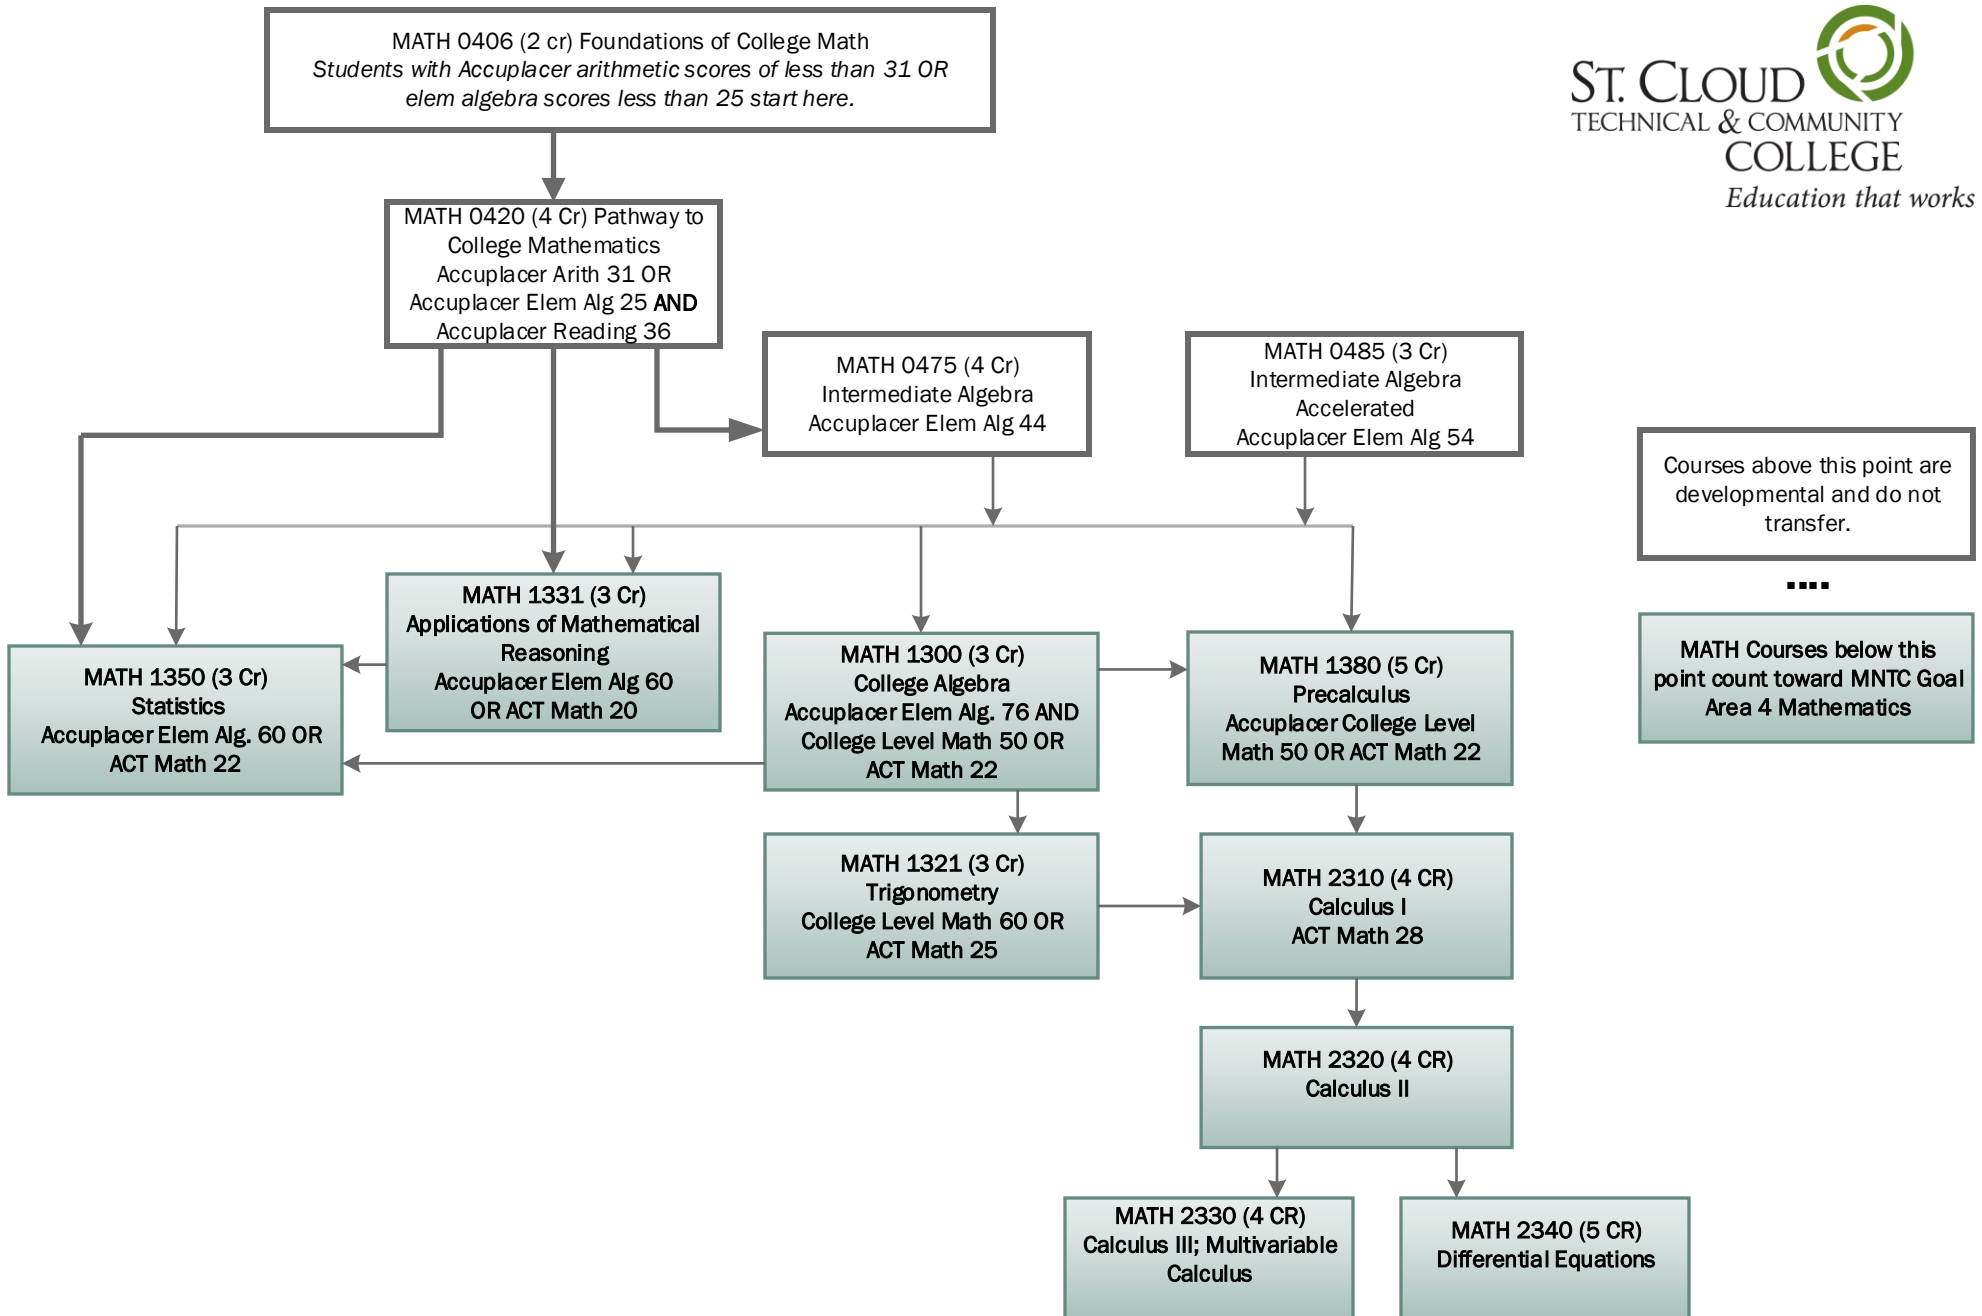 MATH 0406 (2 cr) Foundations of College Math
Students with Accuplacer arithmetic scores of less than 31 OR
elem algebra scores less than 25 start here.
ST. CLOUD
TECHNICAL & COMMUNITY
COLLEGE
Education that works
MATH 0420 (4 Cr) Pathway to
College Mathematics
Accuplacer Arith 31 OR
Accuplacer Elem Alg 25 AND
Accuplacer Reading 36
MATH 0475 (4 Cr)
Intermediate Algebra
Accuplacer Elem Alg 44
MATH 0485 (3 Cr)
Intermediate Algebra
Accelerated
Accuplacer Elem Alg 54
Courses above this point are
developmental and do not
transfer.
....
MATH Courses below this
point count toward MNTC Goal
Area 4 Mathematics
MATH 1350 (3 Cr)
Statistics
Accuplacer Elem Alg. 60 OR
ACT Math 22
MATH 1331 (3 Cr)
Applications of Mathematical
Reasoning
Accuplacer Elem Alg 60
OR ACT Math 20
MATH 1300 (3 Cr)
College Algebra
Accuplacer Elem Alg. 76 AND
College Level Math 50 OR
ACT Math 22
MATH 1380 (5 Cr)
Precalculus
Accuplacer College Level
Math 50 OR ACT Math 22
MATH 1321 (3 Cr)
Trigonometry
College Level Math 60 OR
ACT Math 25
MATH 2310 (4 CR)
Calculus I
ACT Math 28
MATH 2320 (4 CR)
Calculus II
MATH 2330 (4 CR)
Calculus III; Multivariable
Calculus
MATH 2340 (5 CR)
Differential Equations